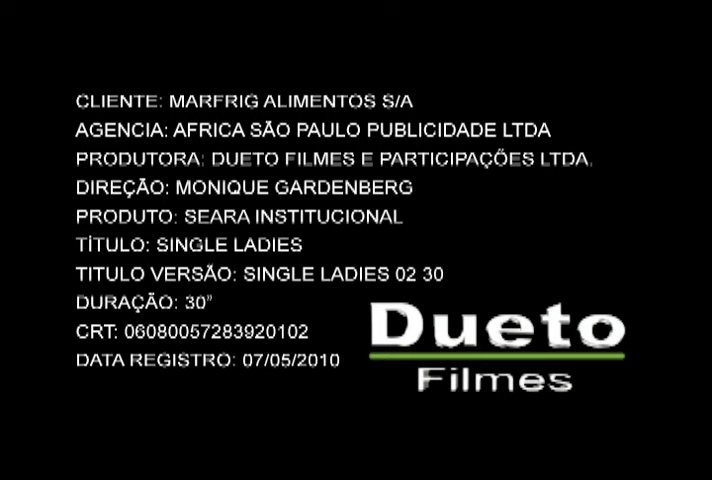 CLIENTE: MARFRIG ALIMENTOS S/A
AGENCIA: AFRICA SÃO PAULO PUBLICIDADE LTDA
PRODUTORA: DUETO FILMES E PARTICIPAÇÕES LTDA.
DIREÇÃO: MONIQUE GARDENBERG
PRODUTO: SEARA INSTITUCIONAL
TÍTULO: SINGLE LADIES
TITULO VERSÃO: SINGLE LADIES 02 30
DURAÇÃO: 30”
CRT: 06080057283920102
DATA REGISTRO: 07/05/2010
Dueto
Filmes